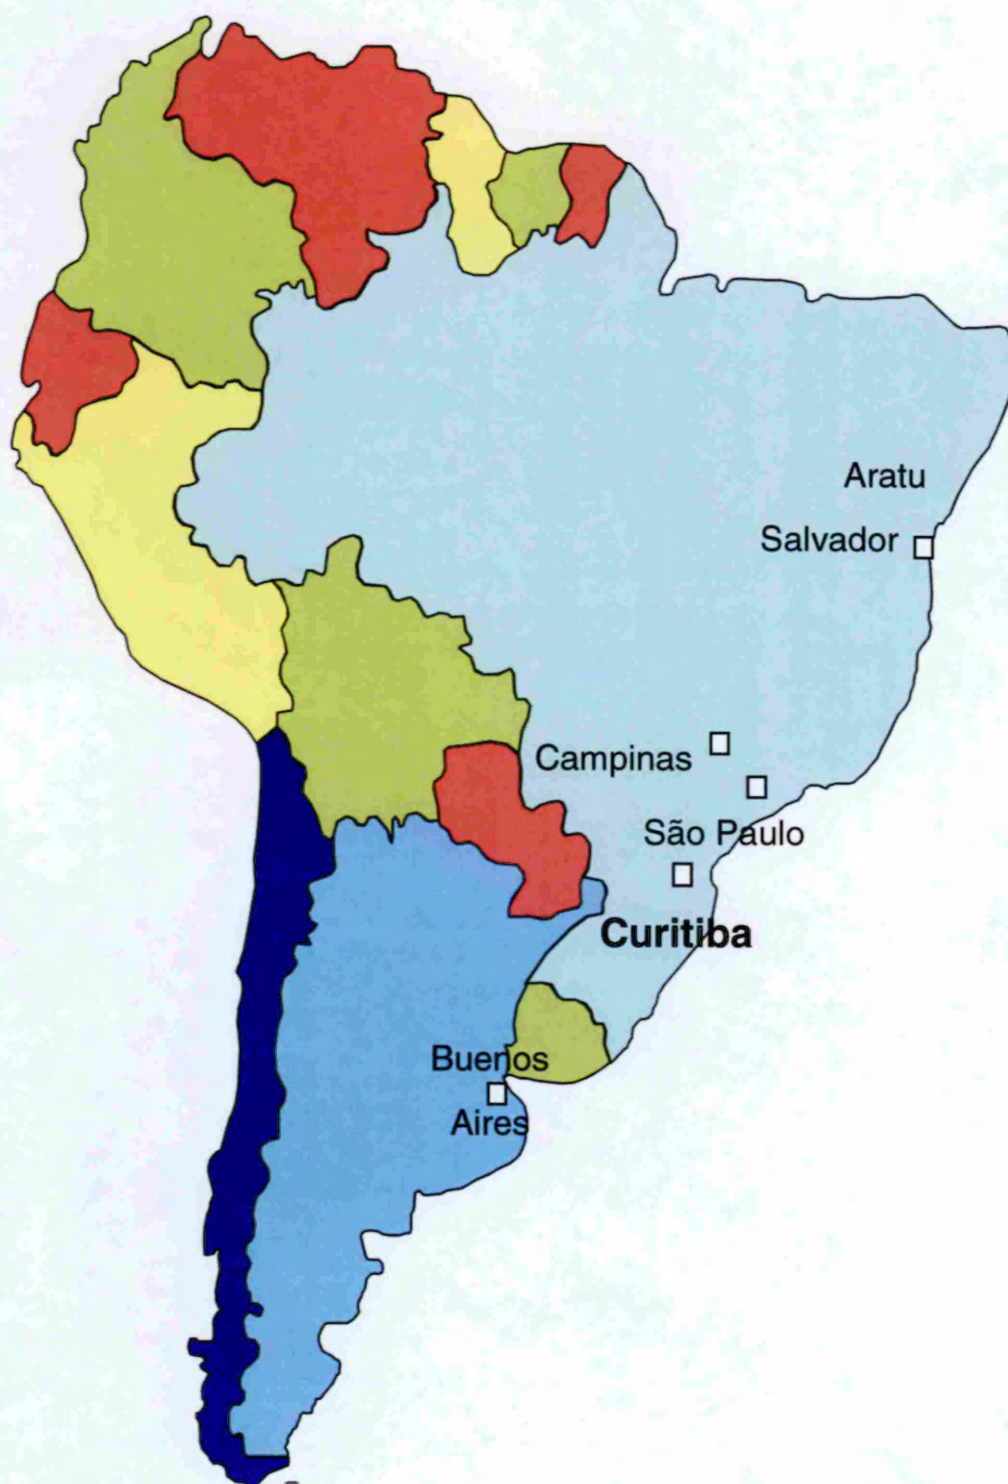 Aratu
Salvador
Campinas
São Paulo
Curitiba
Buenos
Aires